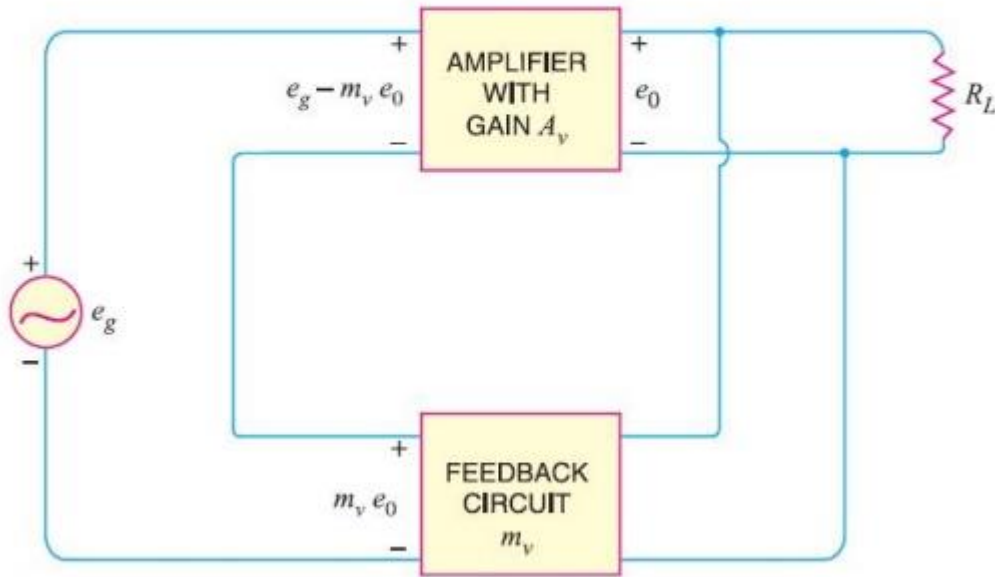 +
AMPLIFIER
WITH
GAIN A_v
e_g – m_v e_0
–
+
e_0
–
R_L
+
e_g
–
+
m_v e_0
–
FEEDBACK
CIRCUIT
m_v